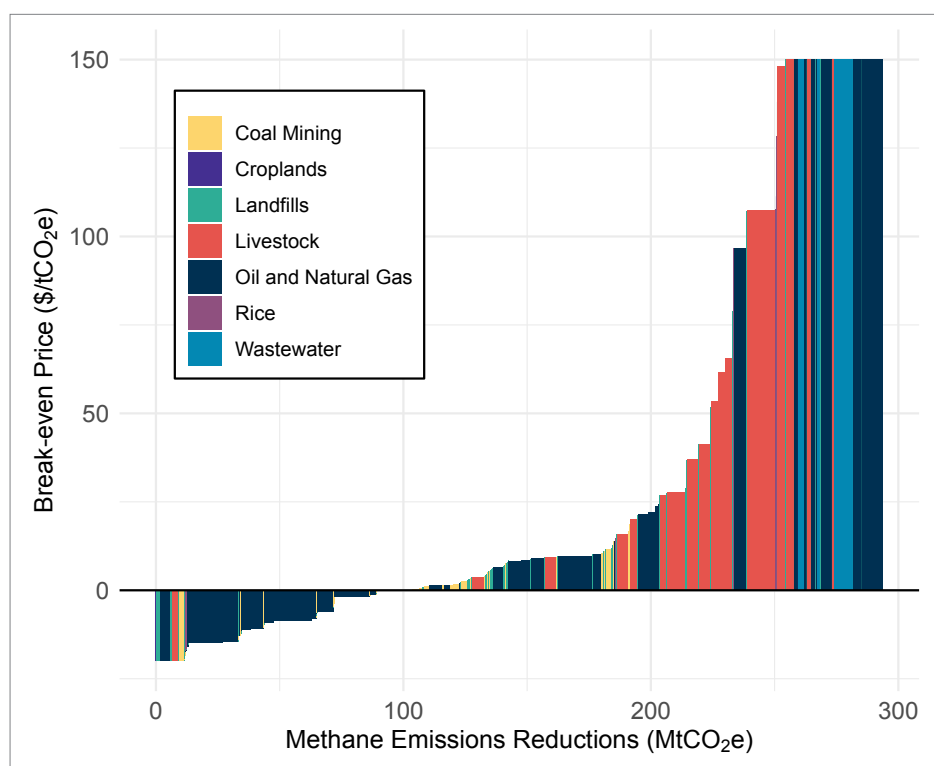 150
100
50
0
Break-even Price ($/tCO₂e)
Coal Mining
Croplands
Landfills
Livestock
Oil and Natural Gas
Rice
Wastewater
0 100 200 300
Methane Emissions Reductions (MtCO₂e)